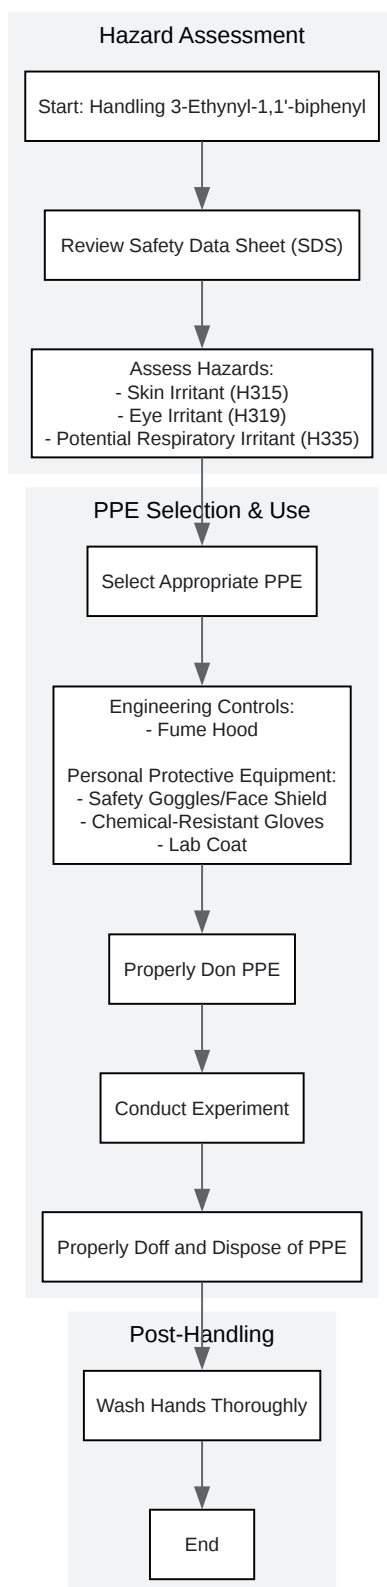 Hazard Assessment
Start: Handling 3-Ethynyl-1,1'-biphenyl
Review Safety Data Sheet (SDS)
Assess Hazards:
- Skin Irritant (H315)
- Eye Irritant (H319)
- Potential Respiratory Irritant (H335)
PPE Selection & Use
Select Appropriate PPE
Engineering Controls:
- Fume Hood
Personal Protective Equipment:
- Safety Goggles/Face Shield
- Chemical-Resistant Gloves
- Lab Coat
Properly Don PPE
Conduct Experiment
Properly Doff and Dispose of PPE
Post-Handling
Wash Hands Thoroughly
End